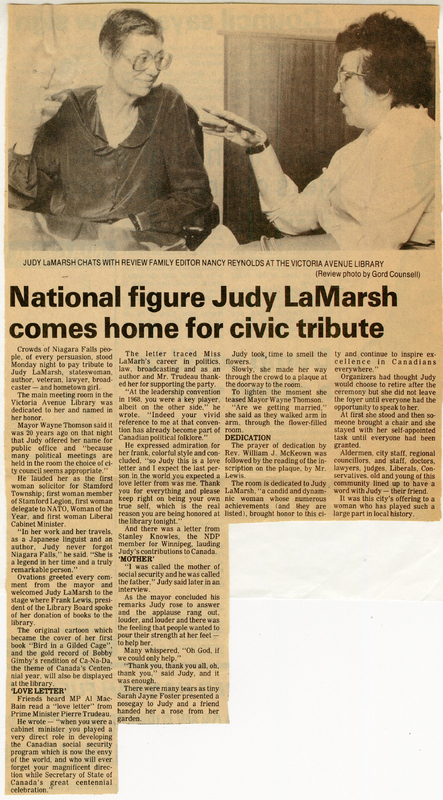 JUDY LaMARSH CHATS WITH REVIEW FAMILY EDITOR NANCY REYNOLDS AT THE VICTORIA AVENUE LIBRARY
(Review photo by Gord Counsell)
National figure Judy LaMarsh
comes home for civic tribute
Crowds of Niagara Falls peo-
ple, of every persuasion, stood
Monday night to pay tribute to
Judy LaMarsh, stateswoman,
author, veteran, lawyer, broad-
caster — and hometown girl.
The main meeting room in the
Victoria Avenue Library was
dedicated to her and named in
her honor.
Mayor Wayne Thomson said it
was 20 years ago on that night
that Judy offered her name for
public office and "because
many political meetings are
held in the room the choice of ci-
ty council seems appropriate."
He lauded her as the first
woman solicitor for Stamford
Township; first woman member
of Stamford Legion, first woman
delegate to NATO, Woman of the
Year, and first woman Liberal
Cabinet Minister.
"In her work and travels,
as a Japanese linguist and an
author, Judy never forgot
Niagara Falls," he said. "She is
a legend in her time and a truly
remarkable person."
Ovations greeted every com-
ment from the mayor and
welcomed Judy LaMarsh to the
stage where Frank Lewis, presi-
dent of the Library Board spoke
of her donation of books to the
library.
The original cartoon which
became the cover of her first
book "Bird in a Gilded Cage",
and the gold record of Bobby
Gimby's rendition of Ca-Na-Da,
the theme of Canada's Centen-
nial year, will also be displayed
at the library.
'LOVE LETTER'
Friends heard MP Al Mac-
Bain read a "love letter" from
Prime Minister Pierre Trudeau.
He wrote — "when you were a
cabinet minister you played a
very direct role in developing
the Canadian social security
program which is now the envy
of the world, and who will ever
forget your magnificent direc-
tion while Secretary of State of
Canada's great centennial
celebration."
The letter traced Miss
LaMarh's career in politics,
law, broadcasting and as an
author and Mr. Trudeau thank-
ed her for supporting the party.
"At the leadership convention
in 1968, you were a key player,
albeit on the other side," he
wrote. "Indeed your vivid
reference to me at that conven-
tion has already become part of
Canadian political folklore."
He expressed admiration for
her frank, colorful style and con-
cluded, "so Judy this is a love
letter and I expect the last per-
son in the world you expected a
love letter from was me. Thank
you for everything and please
keep right on being your own
true self, which is the real
reason you are being honored at
the library tonight."
And there was a letter from
Stanley Knowles, the NDP
member for Winnipeg, lauding
Judy's contributions to Canada.
'MOTHER'
"I was called the mother of
social security and he was called
the father," Judy said later in an
interview.
As the mayor concluded his
remarks Judy rose to answer
and the applause rang out,
louder, and louder and there was
the feeling that people wanted to
pour their strength at her feet —
to help her.
Many whispered, "Oh God, if
we could only help."
"Thank you, thank you all, oh,
thank you," said Judy, and it
was enough.
There were many tears as tiny
Sarah Jayne Foster presented a
nosegay to Judy and a friend
handed her a rose from her
garden.
Judy took time to smell the
flowers.
Slowly, she made her way
through the crowd to a plaque at
the doorway to the room.
To lighten the moment she
teased Mayor Wayne Thomson.
"Are we getting married,"
she said as they walked arm in
arm, through the flower-filled
room.
DEDICATION
The prayer of dedication by
Rev. William J. McKeown was
followed by the reading of the in-
scription on the plaque, by Mr.
Lewis.
The room is dedicated to Judy
LaMarsh, "a candid and dynam-
ic woman whose numerous
achievements (and they are
listed), brought honor to this ci-
ty and continue to inspire ex-
cellence in Canadians
everywhere."
Organizers had thought Judy
would choose to retire after the
ceremony but she did not leave
the foyer until everyone had the
opportunity to speak to her.
At first she stood and then so-
meone brought a chair and she
stayed with her self-appointed
task until everyone had been
granted.
Aldermen, city staff, regional
councillors, and staff, doctors,
lawyers, judges, Liberals, Con-
servatives, old and young of this
community lined up to have a
word with Judy — their friend.
It was this city's offering to a
woman who has played such a
large part in local history.